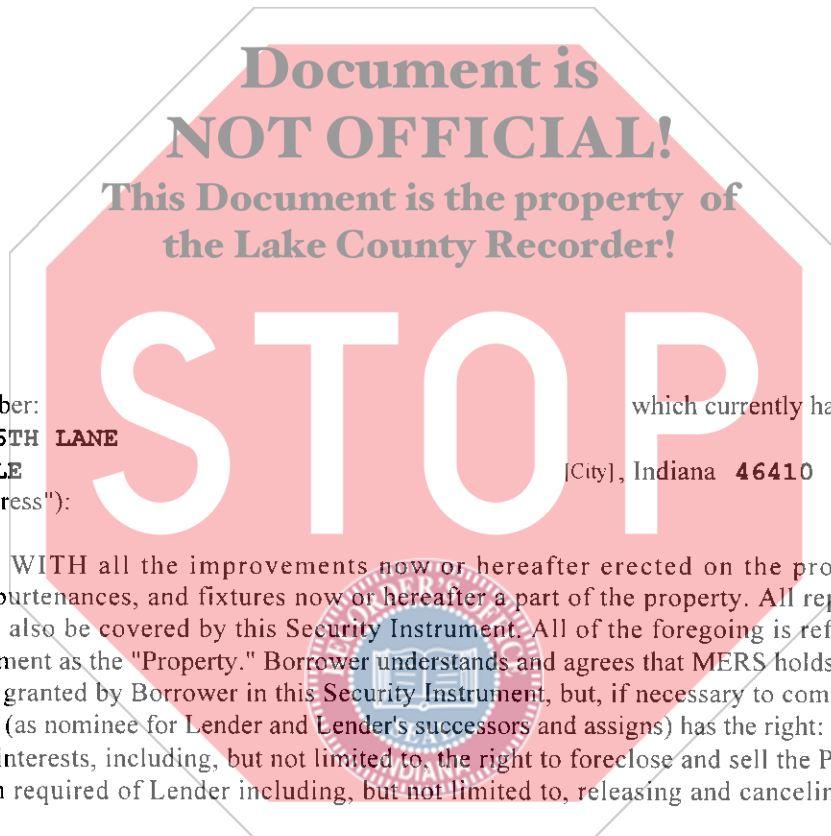 Document is
NOT OFFICIAL!
This Document is the property of
the Lake County Recorder!
STOP
ber: which currently ha
5TH LANE
LE [City], Indiana 46410
ress"):
WITH all the improvements now or hereafter erected on the pro
purtenances, and fixtures now or hereafter a part of the property. All rep
also be covered by this Security Instrument. All of the foregoing is ref
ment as the "Property." Borrower understands and agrees that MERS holds
granted by Borrower in this Security Instrument, but, if necessary to com
(as nominee for Lender and Lender's successors and assigns) has the right:
interests, including, but not limited to, the right to foreclose and sell the P
n required of Lender including, but not limited to, releasing and cancelin
RECORDER'S OFFICE
SEAL
INDIANA